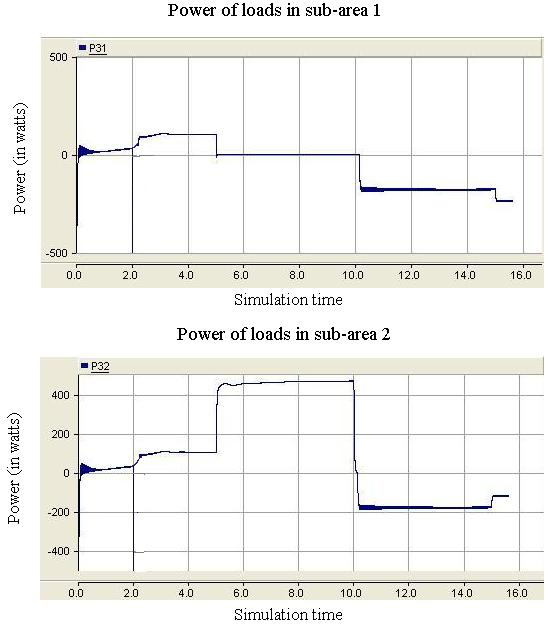 Power of loads in sub-area 1
P31
500
0
-500
Power (in watts)
0.0 2.0 4.0 6.0 8.0 10.0 12.0 14.0 16.0
Simulation time
Power of loads in sub-area 2
P32
400
200
0
-200
-400
Power (in watts)
0.0 2.0 4.0 6.0 8.0 10.0 12.0 14.0 16.0
Simulation time